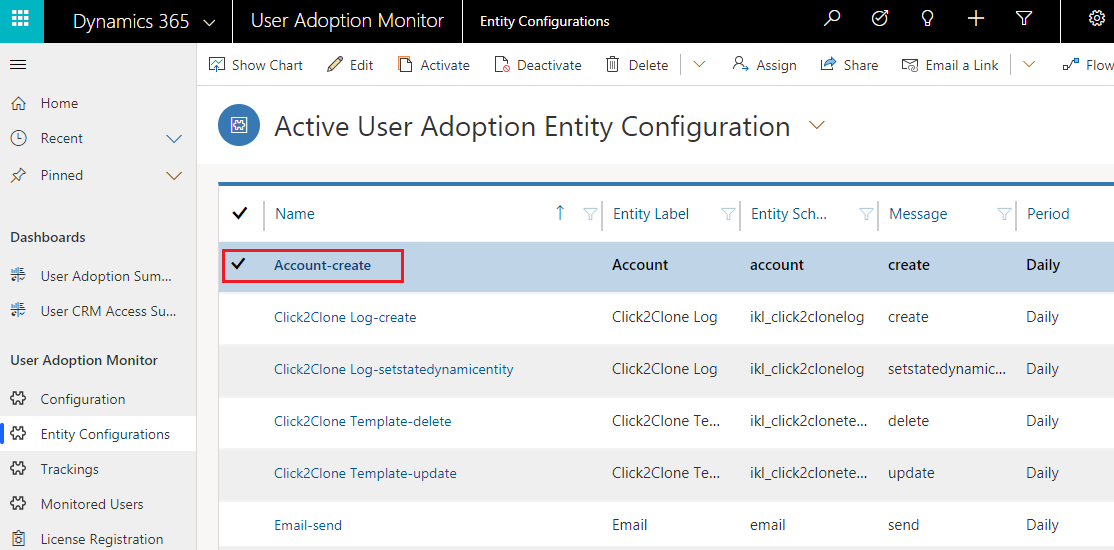 Dynamics 365 User Adoption Monitor Entity Configurations
Show Chart Edit Activate Deactivate Delete Assign Share Email a Link Flow
Home
Recent
Pinned
Dashboards
User Adoption Sum...
User CRM Access Su...
User Adoption Monitor
Configuration
Entity Configurations
Trackings
Monitored Users
License Registration
Active User Adoption Entity Configuration
Name Entity Label Entity Sch... Message Period
Account-create Account account create Daily
Click2Clone Log-create Click2Clone Log ikl_click2clonelog create Daily
Click2Clone Log-setstatedynamicentity Click2Clone Log ikl_click2clonelog setstatedynamic... Daily
Click2Clone Template-delete Click2Clone Te... ikl_click2clonete... delete Daily
Click2Clone Template-update Click2Clone Te... ikl_click2clonete... update Daily
Email-send Email email send Daily